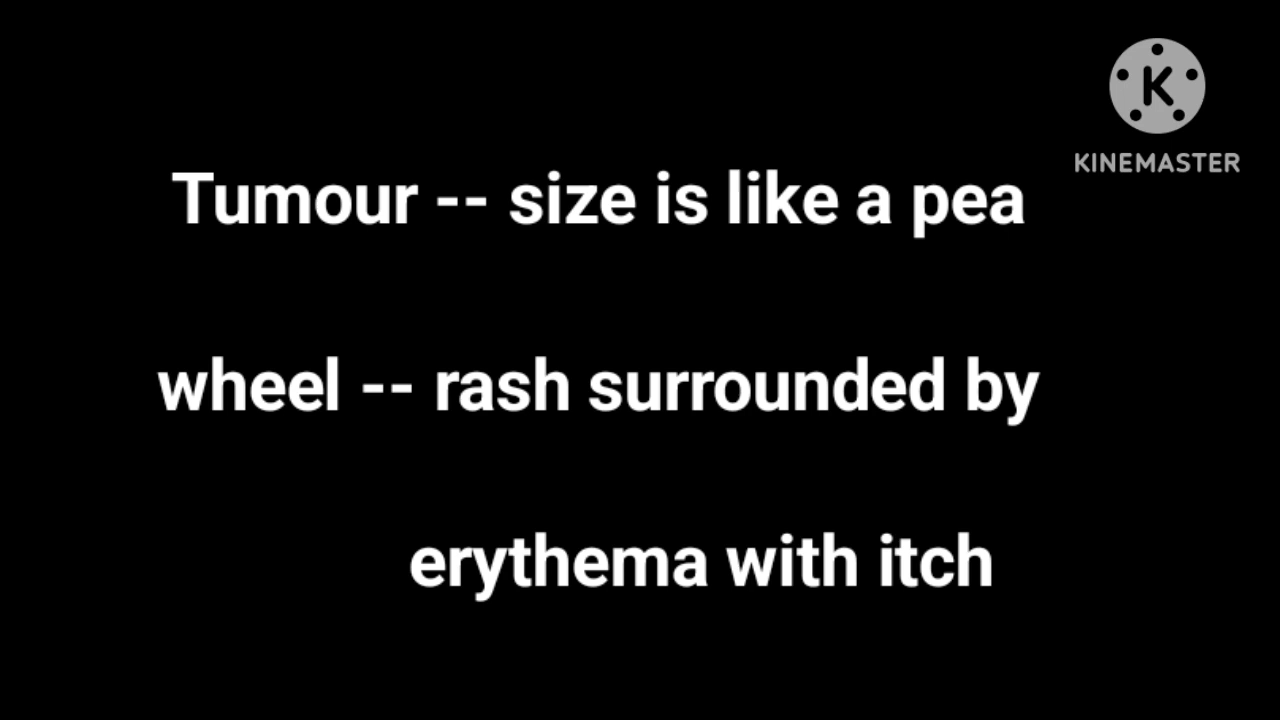 KINEMASTER
Tumour -- size is like a pea
wheel -- rash surrounded by
erythema with itch